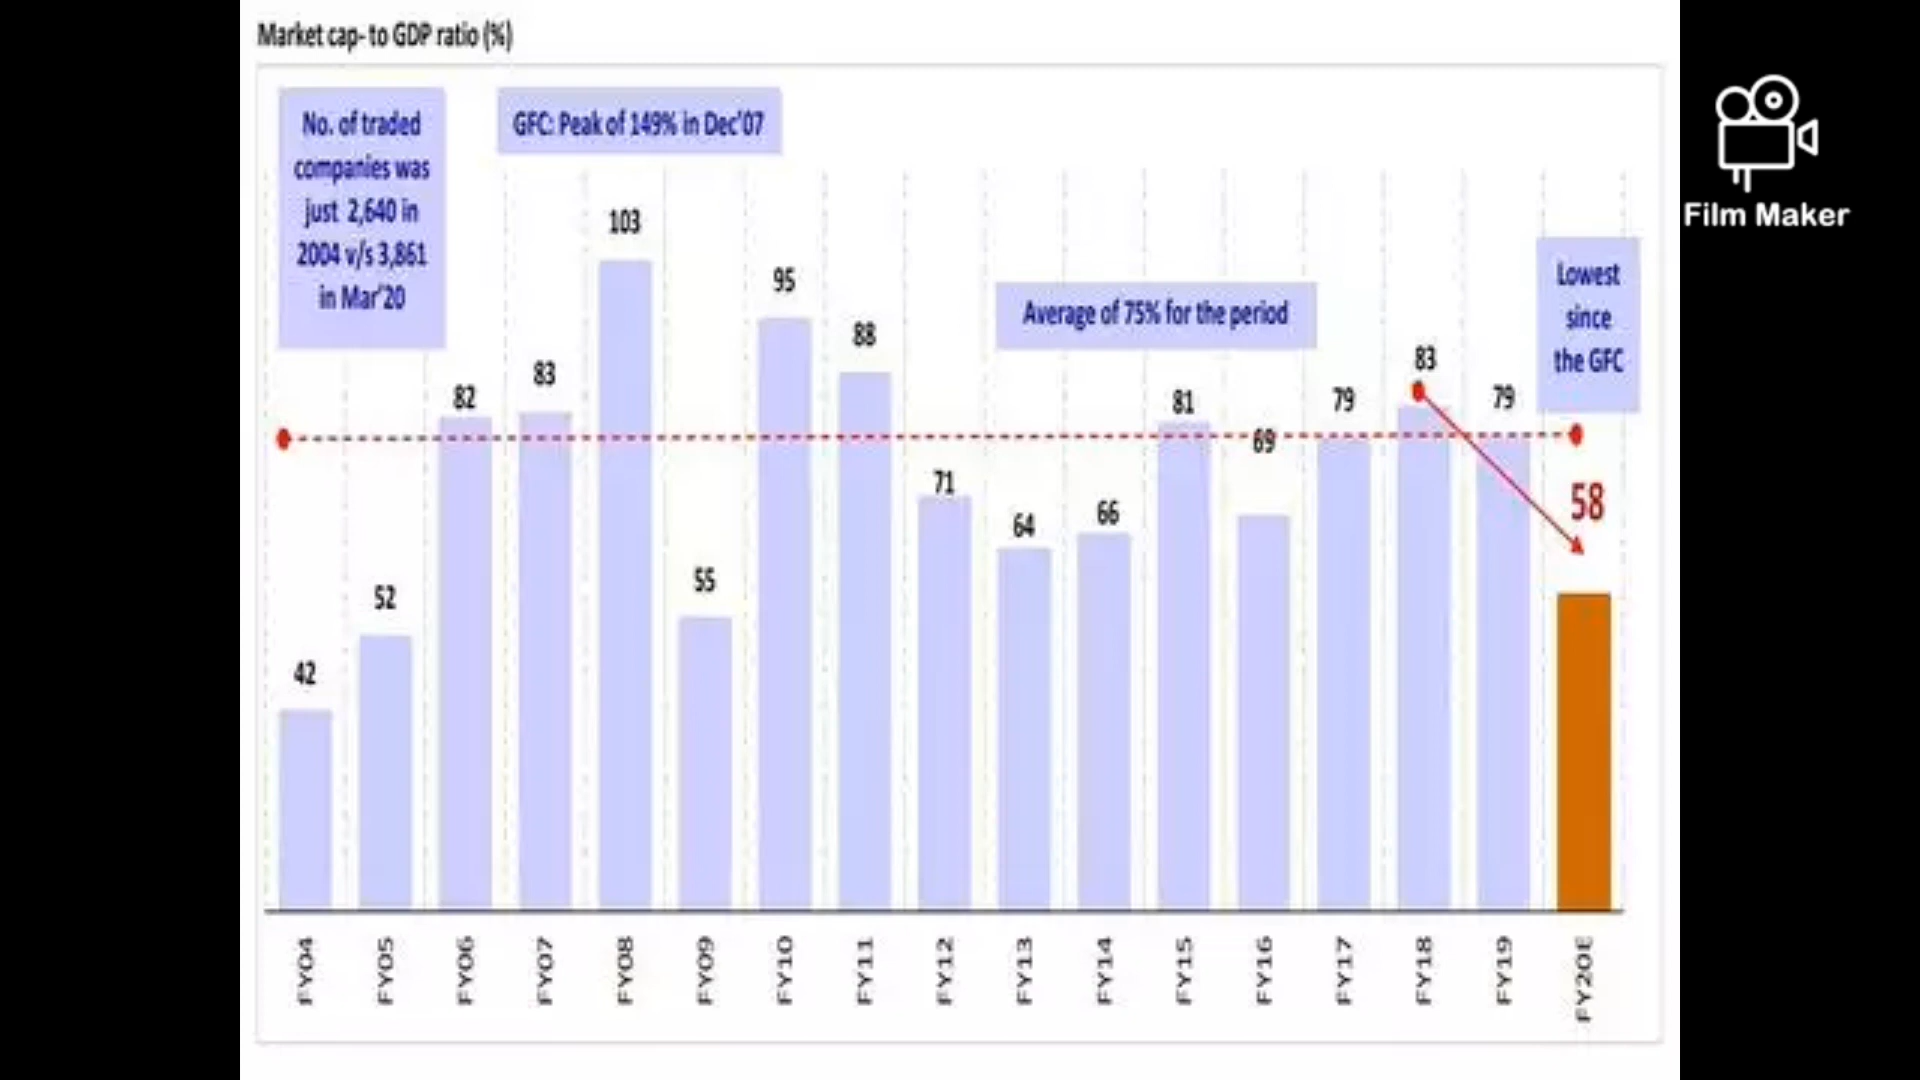 Market cap- to GDP ratio (%)
No. of traded
companies was
just 2,640 in
2004 v/s 3,861
in Mar'20
GFC: Peak of 149% in Dec'07
Film Maker
103
95
88
Average of 75% for the period
Lowest
since
the GFC
82
83
81
69
79
83
79
71
64
66
58
55
52
42
FY04
FY05
FY06
FY07
FY08
FY09
FY10
FY11
FY12
FY13
FY14
FY15
FY16
FY17
FY18
FY19
FY20E